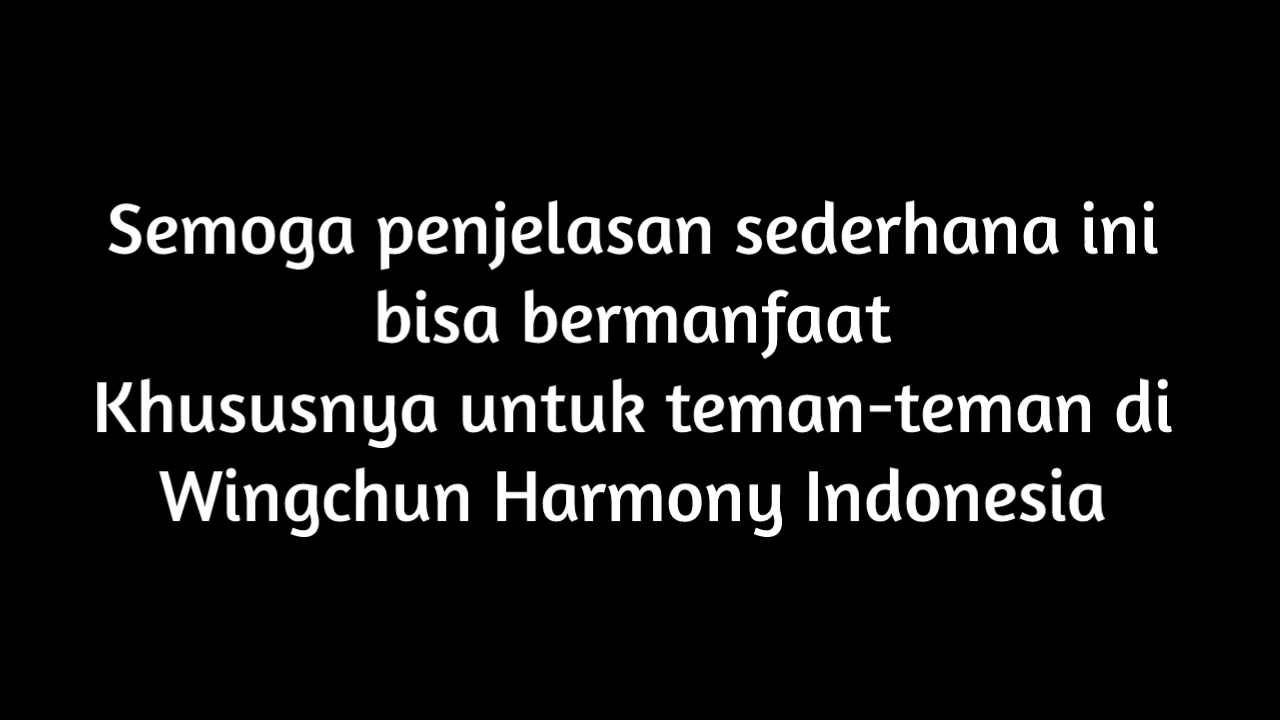 Semoga penjelasan sederhana ini
bisa bermanfaat
Khususnya untuk teman-teman di
Wingchun Harmony Indonesia